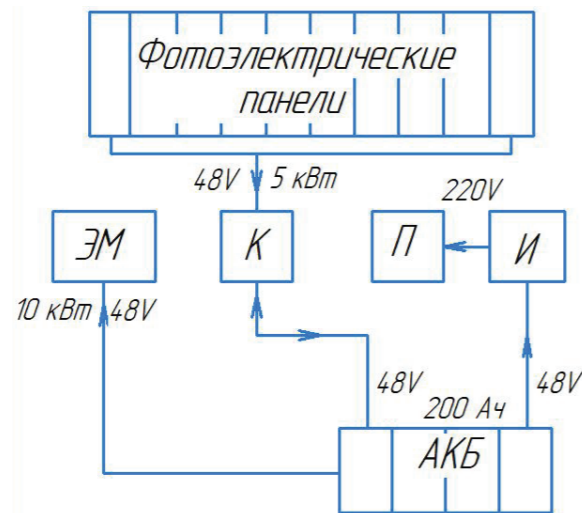 Фотоэлектрические
панели
48V 5 кВт
220V
ЭМ
К
П
И
10 кВт 48V
48V
200 Ач
48V
АКБ